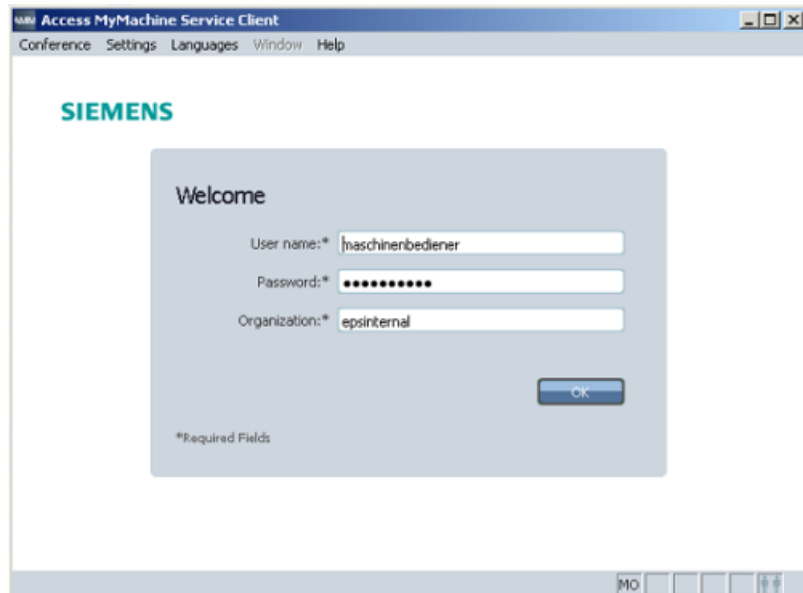 Access MyMachine Service Client
Conference Settings Languages Window Help
SIEMENS
Welcome
User name:* maschinenbediener
Password:* ●●●●●●●●●●
Organization:* epsinternal
OK
*Required Fields
MO